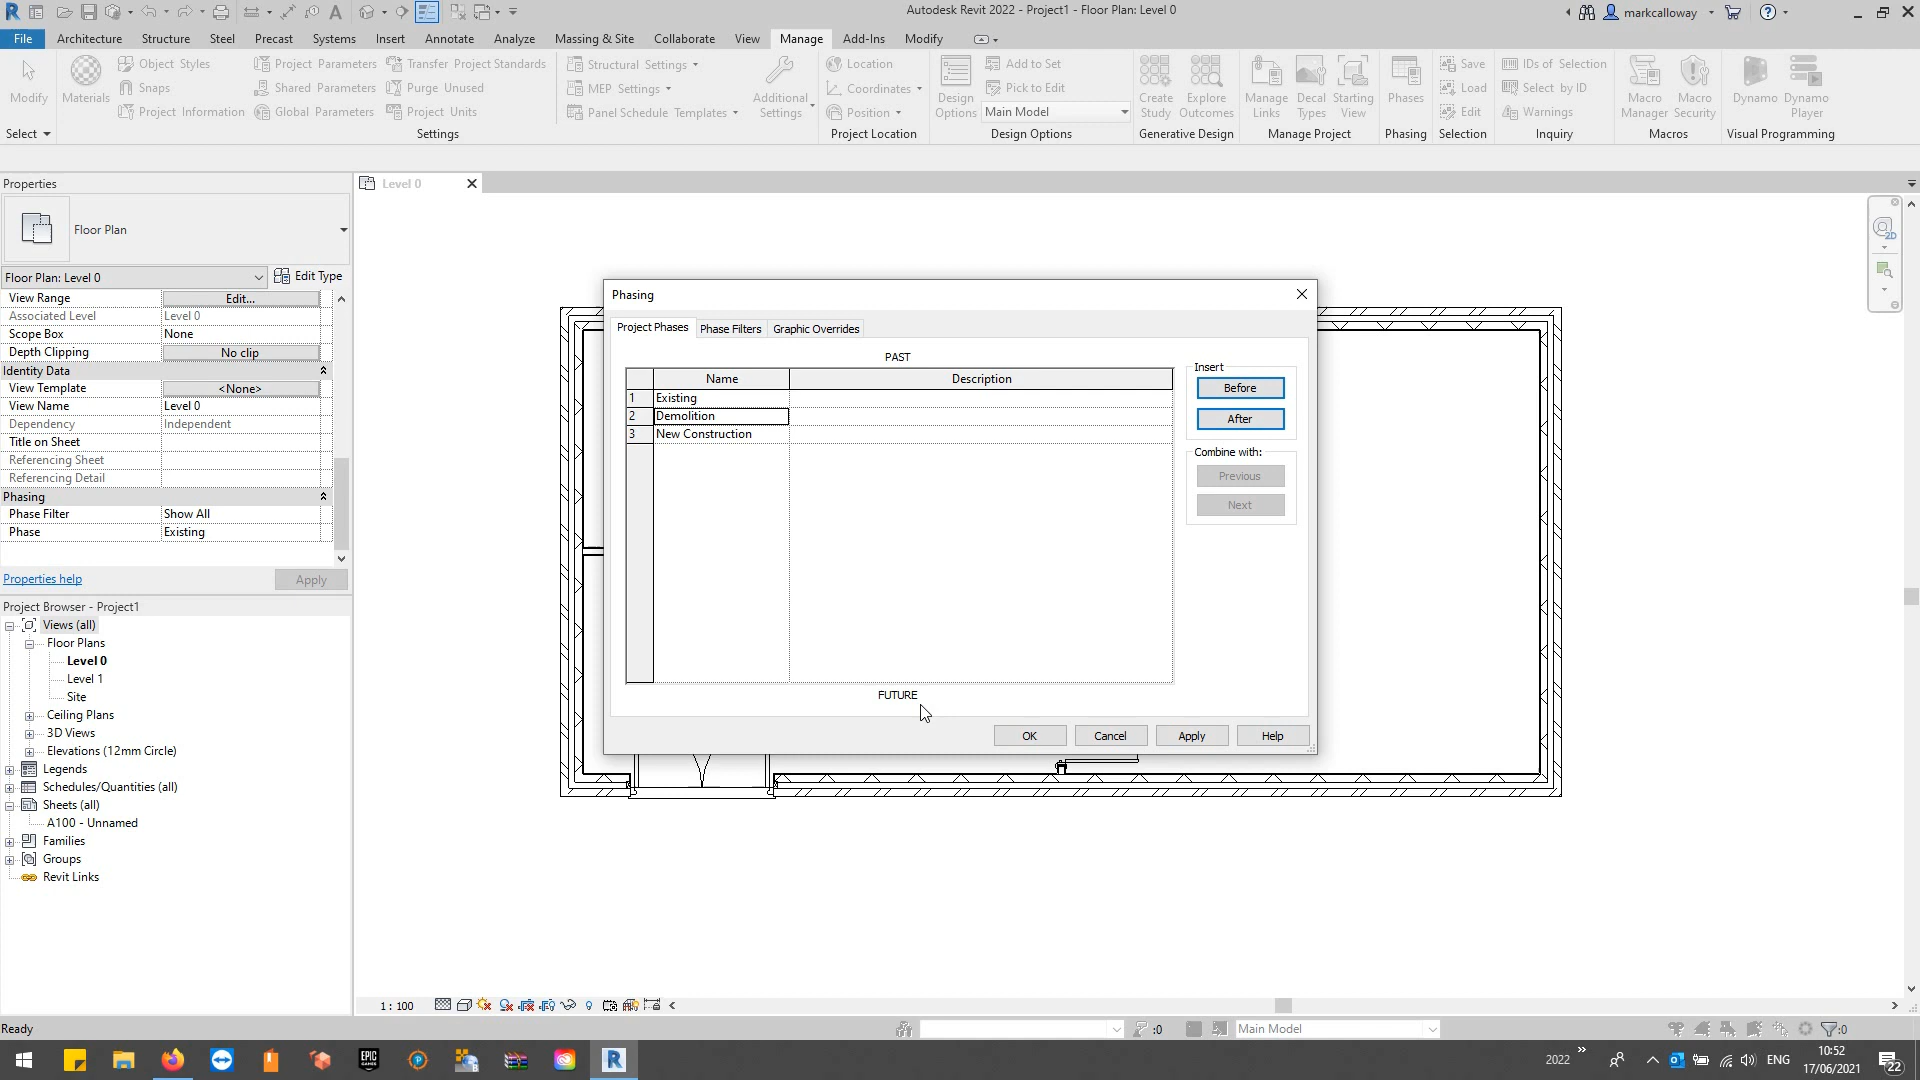 Autodesk Revit 2022 - Project1 - Floor Plan: Level 0
markcalloway
File Architecture Structure Steel Precast Systems Insert Annotate Analyze Massing & Site Collaborate View Manage Add-Ins Modify
Object Styles Project Parameters Transfer Project Standards Structural Settings Location Add to Set Save IDs of Selection
Snaps Shared Parameters Purge Unused MEP Settings Coordinates Pick to Edit Load Select by ID
Modify Materials Additional Settings Design Options Create Study Explore Outcomes Manage Links Decal Types Starting View Phases Macro Manager Macro Security Dynamo Dynamo Player
Project Information Global Parameters Project Units Panel Schedule Templates Position Main Model Edit Warnings
Select Settings Project Location Design Options Generative Design Manage Project Phasing Selection Inquiry Macros Visual Programming
Properties
Level 0
Floor Plan
2D
Floor Plan: Level 0 Edit Type
View Range Edit...
Associated Level Level 0
Scope Box None
Depth Clipping No clip
Identity Data
View Template <None>
View Name Level 0
Dependency Independent
Title on Sheet
Referencing Sheet
Referencing Detail
Phasing
Phase Filter Show All
Phase Existing
Properties help Apply
Project Browser - Project1
Views (all)
Floor Plans
Level 0
Level 1
Site
Ceiling Plans
3D Views
Elevations (12mm Circle)
Legends
Schedules/Quantities (all)
Sheets (all)
A100 - Unnamed
Families
Groups
Revit Links
Phasing
Project Phases Phase Filters Graphic Overrides
PAST
Name Description
1 Existing
2 Demolition
3 New Construction
Insert
Before
After
Combine with:
Previous
Next
FUTURE
OK Cancel Apply Help
1 : 100
Ready
:0
Main Model
:0
EPIC GAMES
R
2022
ENG
10:52
17/06/2021
22